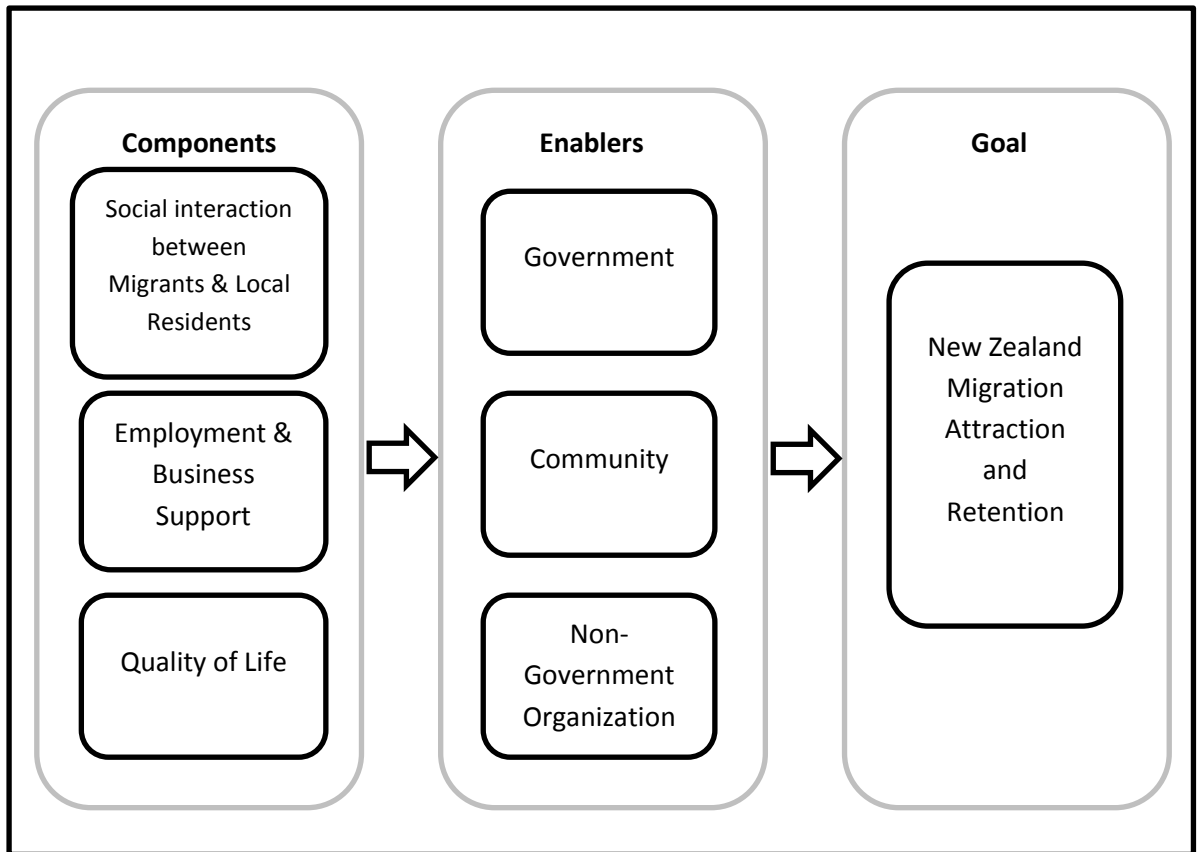 Components
Social interaction
between
Migrants & Local
Residents
Employment &
Business
Support
Quality of Life
Enablers
Government
Community
Non-
Government
Organization
Goal
New Zealand
Migration
Attraction
and
Retention